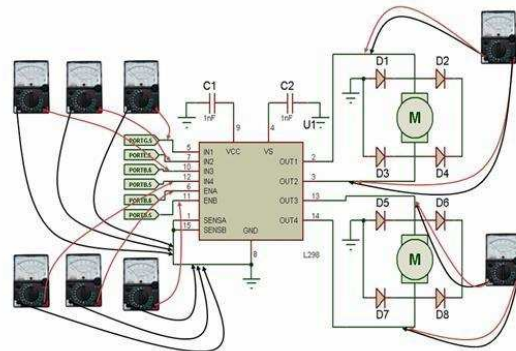 C1
1nF
C2
1nF
U1
9
4
VCC
VS
5
IN1
7
IN2
10
IN3
12
IN4
6
ENA
11
ENB
1
SENSA
15
SENSB
GND
8
OUT1
2
OUT2
3
OUT3
13
OUT4
14
L298
D1
D2
M
D3
D4
D5
D6
M
D7
D8